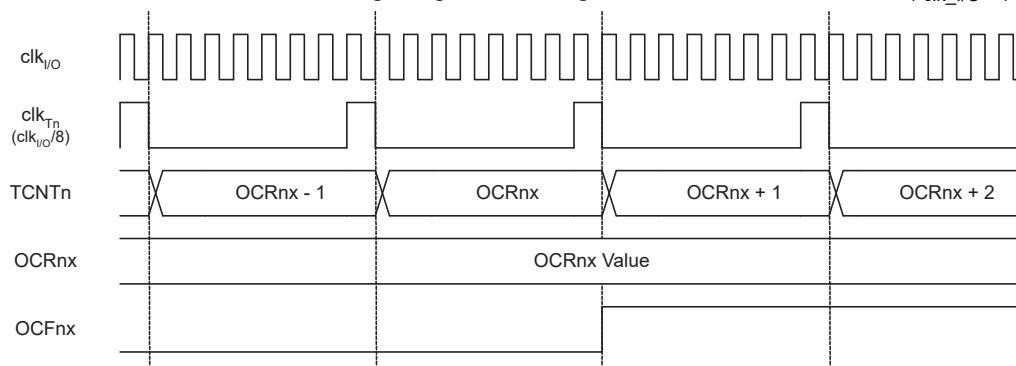 clkI/O
clkTn
(clkI/O/8)
TCNTn OCRnx - 1 OCRnx OCRnx + 1 OCRnx + 2
OCRnx OCRnx Value
OCFnx